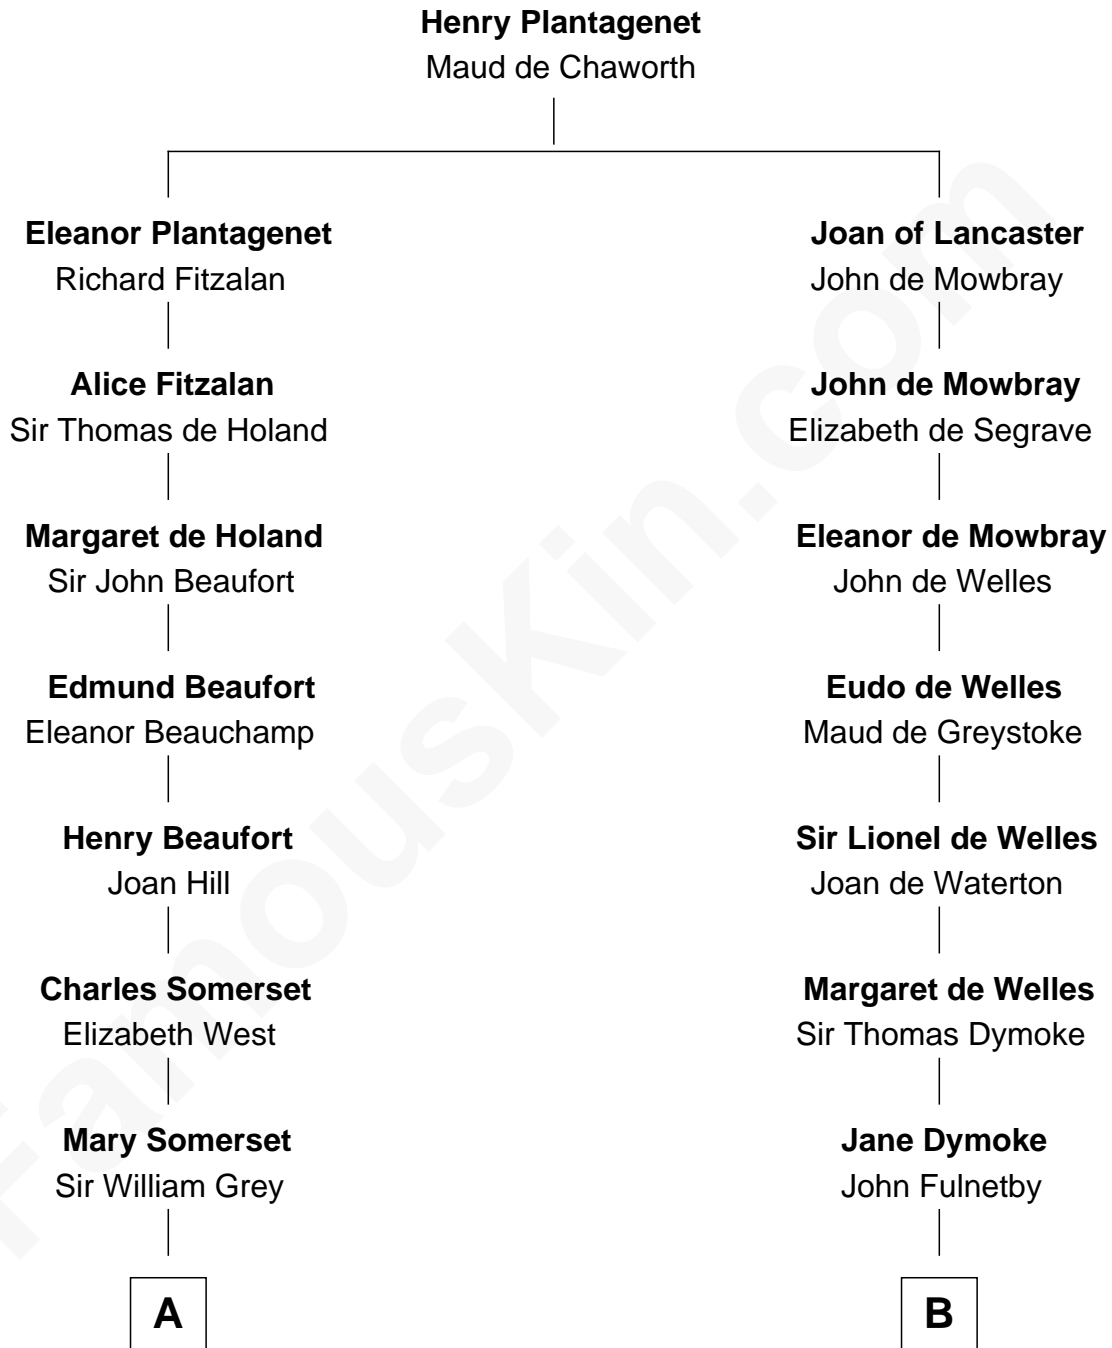 Henry Plantagenet
Maud de Chaworth
Eleanor Plantagenet
Richard Fitzalan
Joan of Lancaster
John de Mowbray
Alice Fitzalan
Sir Thomas de Holand
John de Mowbray
Elizabeth de Segrave
Margaret de Holand
Sir John Beaufort
Eleanor de Mowbray
John de Welles
Edmund Beaufort
Eleanor Beauchamp
Eudo de Welles
Maud de Greystoke
Henry Beaufort
Joan Hill
Sir Lionel de Welles
Joan de Waterton
Charles Somerset
Elizabeth West
Margaret de Welles
Sir Thomas Dymoke
Mary Somerset
Sir William Grey
Jane Dymoke
John Fulnetby
A
B
FamousKin.com